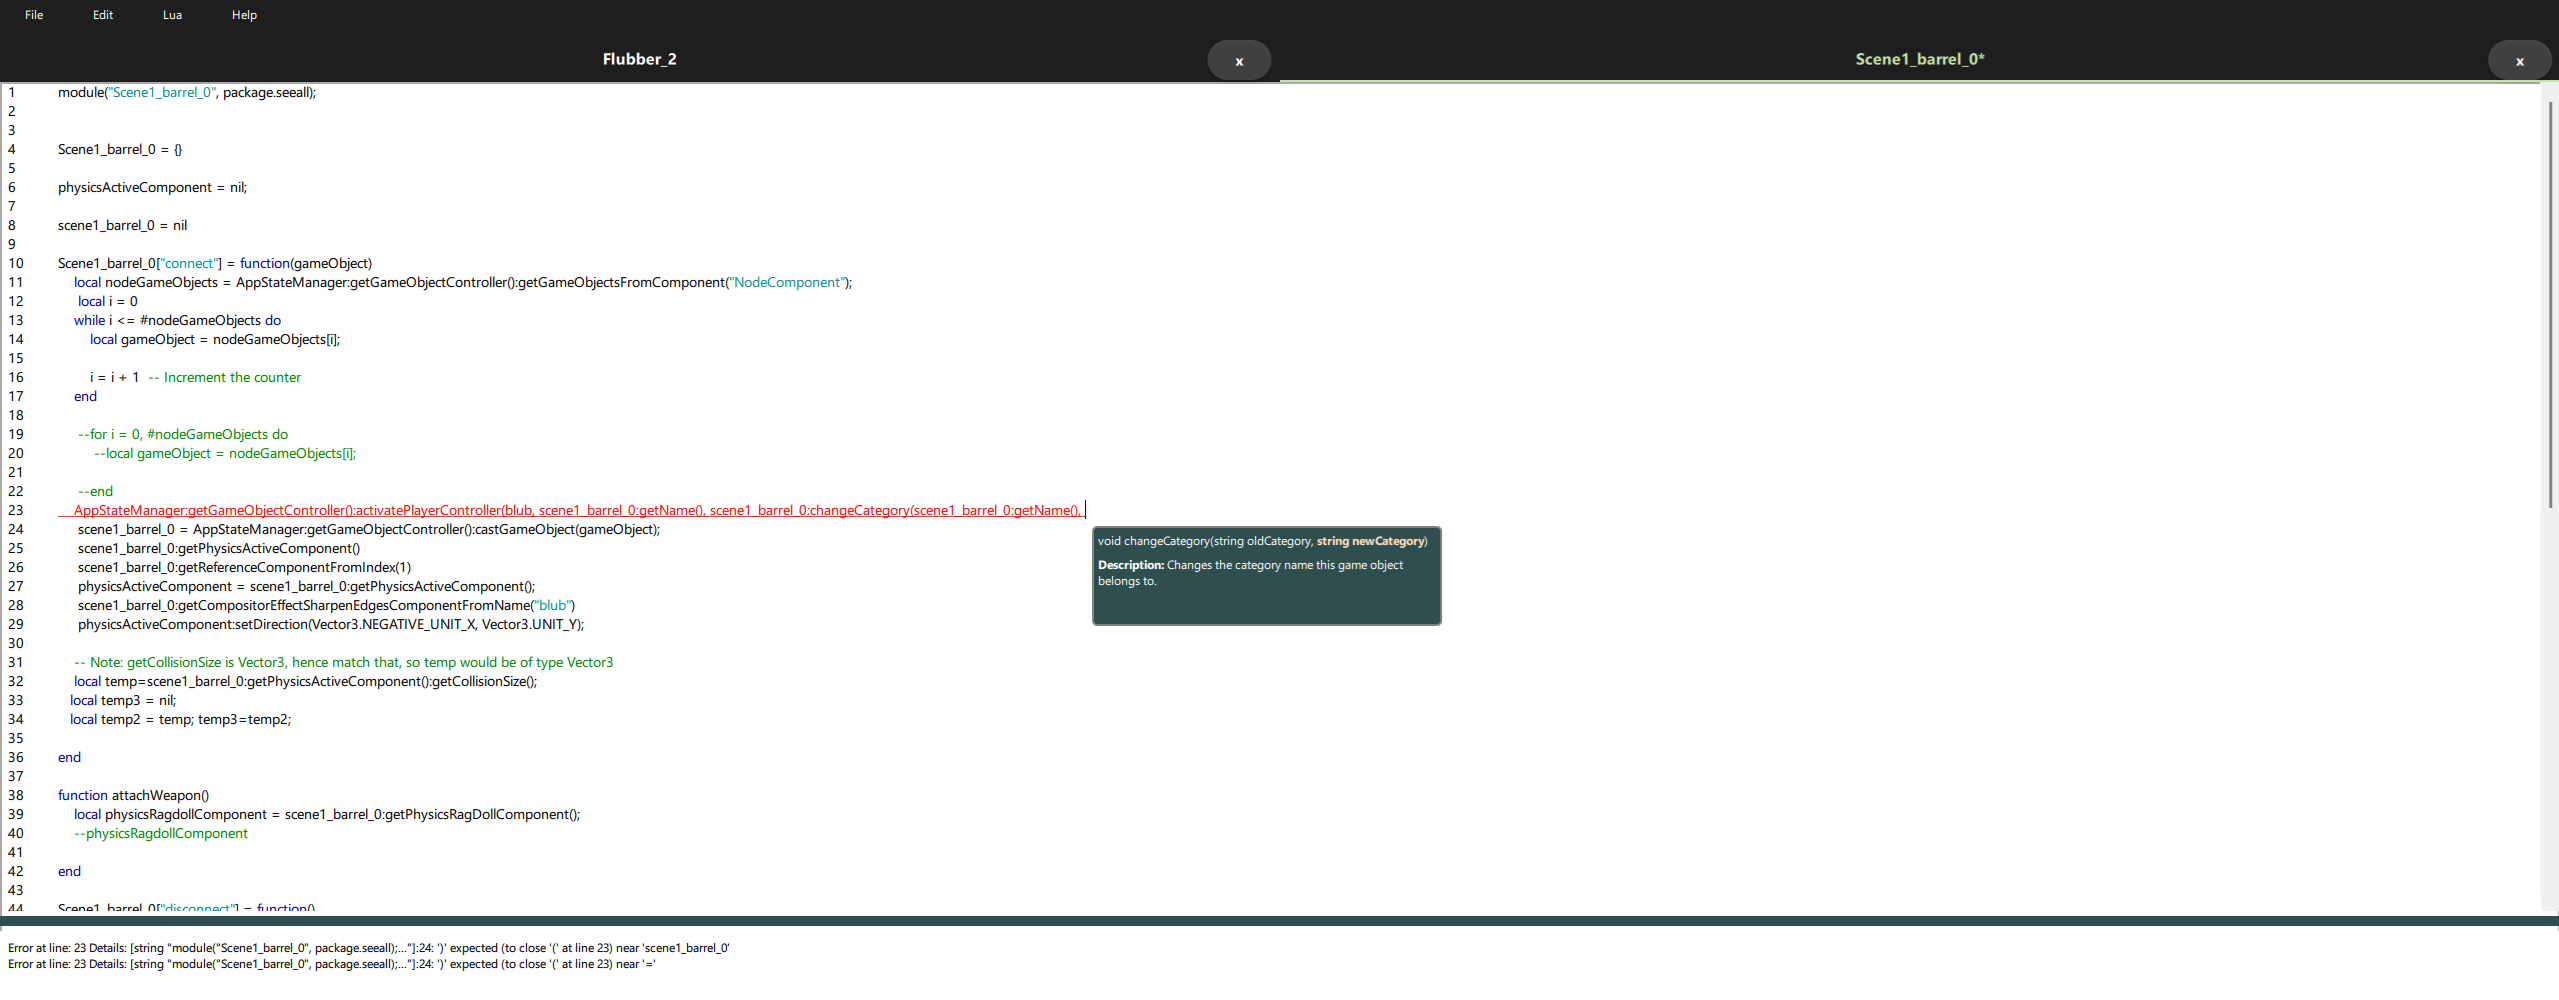 File Edit Lua Help
Flubber_2 x Scene1_barrel_0* x
1 module("Scene1_barrel_0", package.seeall);
2
3
4 Scene1_barrel_0 = {}
5
6 physicsActiveComponent = nil;
7
8 scene1_barrel_0 = nil
9
10 Scene1_barrel_0["connect"] = function(gameObject)
11 local nodeGameObjects = AppStateManager:getGameObjectController():getGameObjectsFromComponent("NodeComponent");
12 local i = 0
13 while i <= #nodeGameObjects do
14 local gameObject = nodeGameObjects[i];
15
16 i = i + 1 -- Increment the counter
17 end
18
19 --for i = 0, #nodeGameObjects do
20 --local gameObject = nodeGameObjects[i];
21
22 --end
23 AppStateManager:getGameObjectController():activatePlayerController(blub, scene1_barrel_0:getName(), scene1_barrel_0:changeCategory(scene1_barrel_0:getName(),
24 scene1_barrel_0 = AppStateManager:getGameObjectController():castGameObject(gameObject);
void changeCategory(string oldCategory, string newCategory)
25 scene1_barrel_0:getPhysicsActiveComponent()
Description: Changes the category name this game object
26 scene1_barrel_0:getReferenceComponentFromIndex(1)
belongs to.
27 physicsActiveComponent = scene1_barrel_0:getPhysicsActiveComponent();
28 scene1_barrel_0:getCompositorEffectSharpenEdgesComponentFromName("blub")
29 physicsActiveComponent:setDirection(Vector3.NEGATIVE_UNIT_X, Vector3.UNIT_Y);
30
31 -- Note: getCollisionSize is Vector3, hence match that, so temp would be of type Vector3
32 local temp=scene1_barrel_0:getPhysicsActiveComponent():getCollisionSize();
33 local temp3 = nil;
34 local temp2 = temp; temp3=temp2;
35
36 end
37
38 function attachWeapon()
39 local physicsRagdollComponent = scene1_barrel_0:getPhysicsRagDollComponent();
40 --physicsRagdollComponent
41
42 end
43
44 Scene1_barrel_0["disconnect"] = function()
Error at line: 23 Details: [string "module("Scene1_barrel_0", package.seeall);..."]:24: ')' expected (to close '(' at line 23) near 'scene1_barrel_0'
Error at line: 23 Details: [string "module("Scene1_barrel_0", package.seeall);..."]:24: ')' expected (to close '(' at line 23) near '='